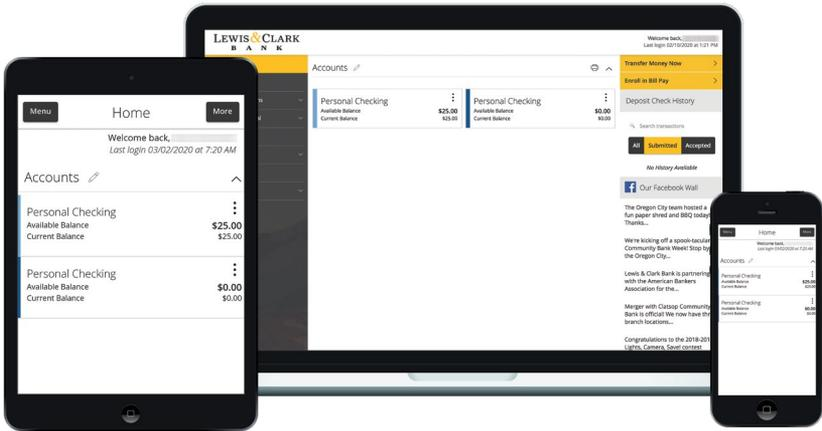 Menu
Home
More
Welcome back,
Last login 03/02/2020 at 7:20 AM
Accounts
Personal Checking
Available Balance $25.00
Current Balance $25.00
Personal Checking
Available Balance $0.00
Current Balance $0.00
LEWIS&CLARK
BANK
Welcome back,
Last login 02/10/2020 at 1:21 PM
Accounts
Personal Checking
Available Balance $25.00
Current Balance $25.00
Personal Checking
Available Balance $0.00
Current Balance $0.00
Transfer Money Now
Enroll in Bill Pay
Deposit Check History
Search transactions
All Submitted Accepted
No History Available
Our Facebook Wall
The Oregon City team hosted a
fun paper shred and BBQ today!
Thanks...
We're kicking off a spook-tacular
Community Bank Week! Stop by
the Oregon City...
Lewis & Clark Bank is partnering
with the American Bankers
Association for the...
Merger with Clatsop Community
Bank is official! We now have
branch locations...
Congratulations to the 2018-201
Lights, Camera, Save! contest
Menu
Home
More
Welcome back,
Last login 03/02/2020 at 7:20 AM
Accounts
Personal Checking
Available Balance $25.00
Current Balance $25.00
Personal Checking
Available Balance $0.00
Current Balance $0.00